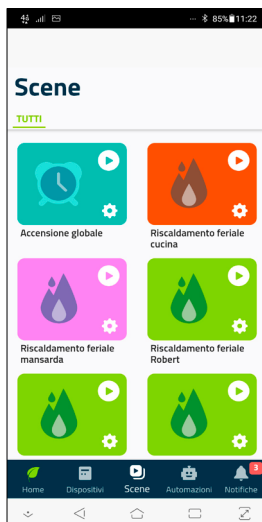 85% 11:22
Scene
TUTTI
Accensione globale
Riscaldamento feriale
cucina
Riscaldamento feriale
mansarda
Riscaldamento feriale
Robert
3
Home
Dispositivi
Scene
Automazioni
Notifiche